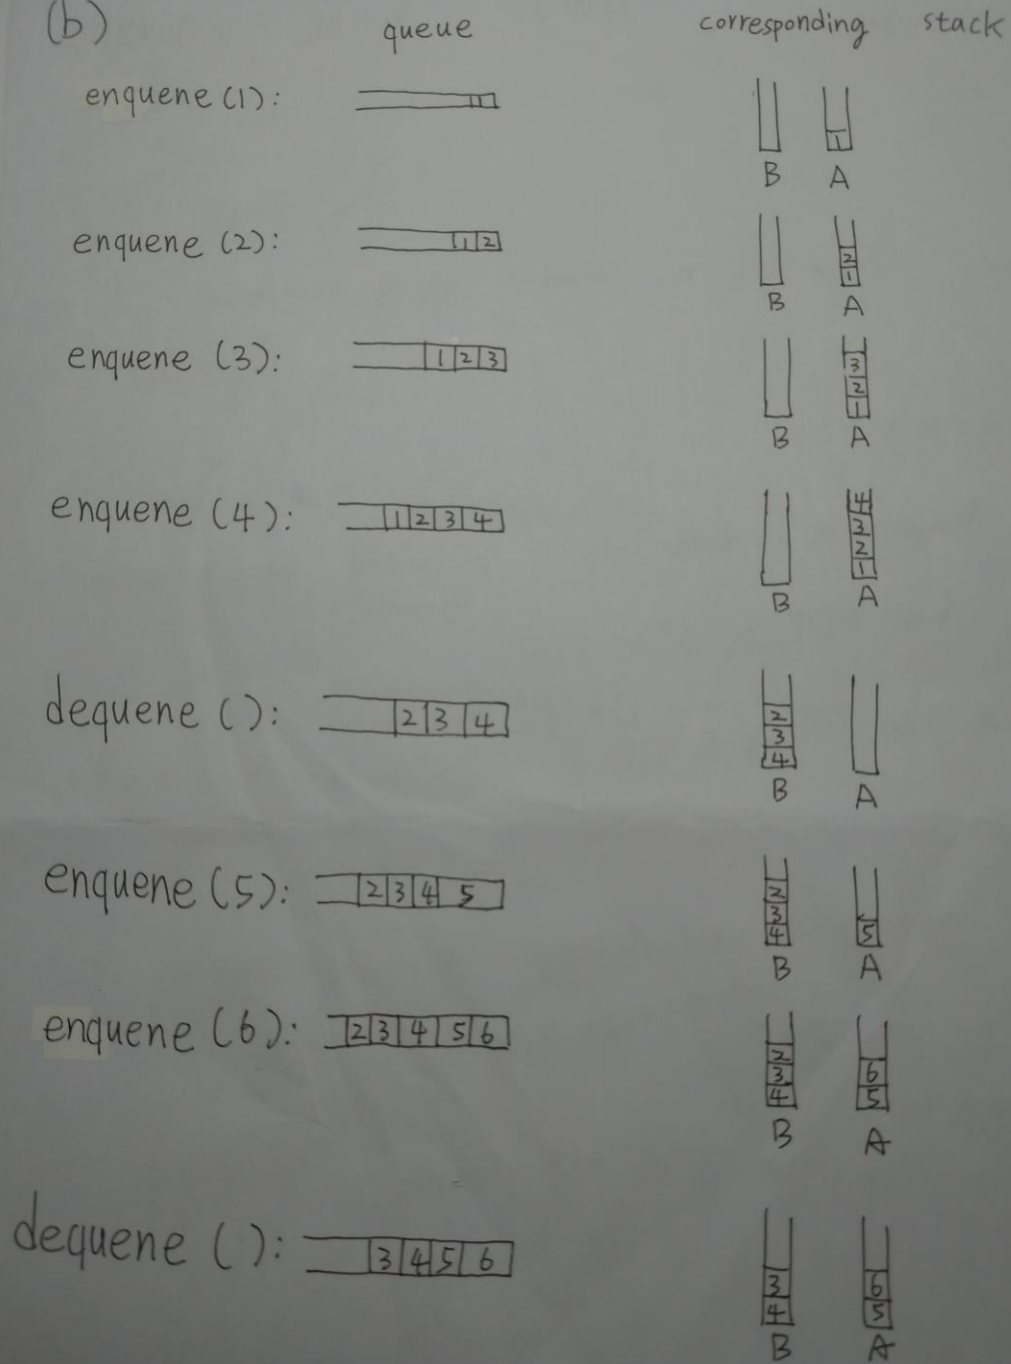 (b) queue corresponding stack
enquene (1): 1 1
B A
enquene (2): 1 2 2
1
B A
enquene (3): 1 2 3 3
2
1
B A
enquene (4): 1 2 3 4 4
3
2
1
B A
dequene ( ): 2 3 4 2
3
4
B A
enquene (5): 2 3 4 5 2
3
4 5
B A
enquene (6): 2 3 4 5 6 2
3 6
4 5
B A
dequene ( ): 3 4 5 6 3 6
4 5
B A